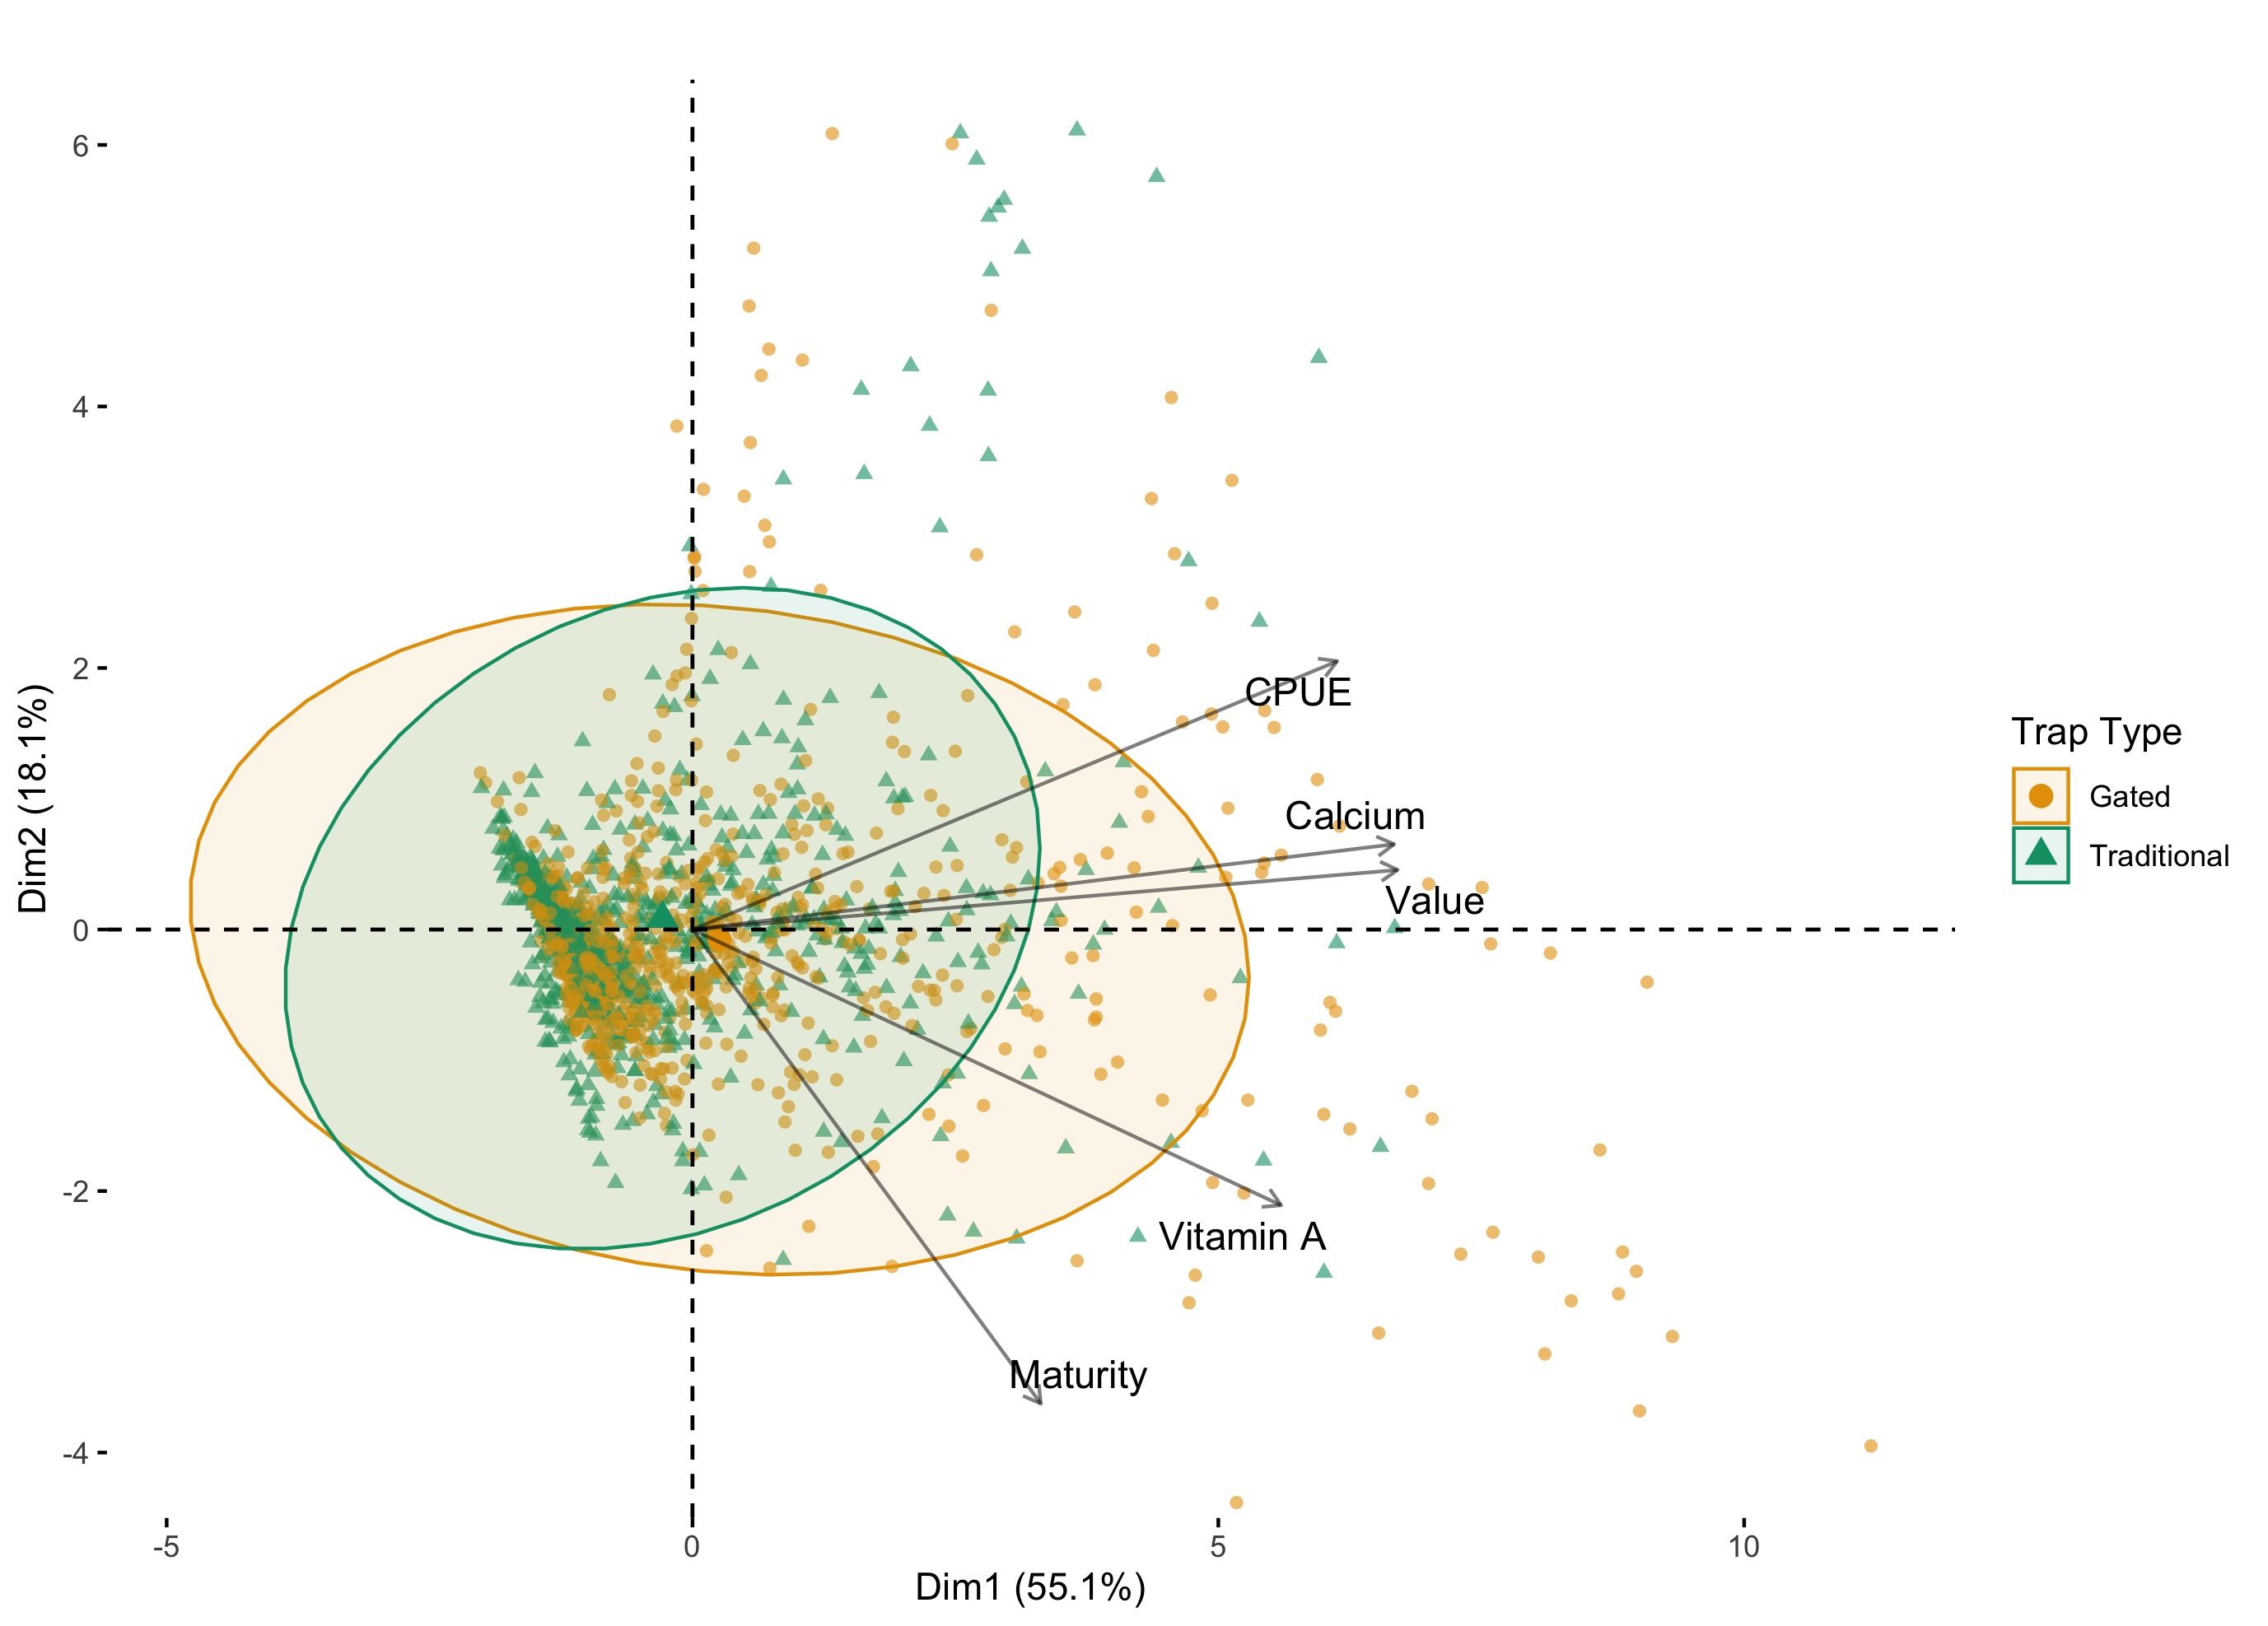 6
4
2
0
-2
-4
Dim2 (18.1%)
CPUE
Calcium
Value
Vitamin A
Maturity
-5
0
5
10
Dim1 (55.1%)
Trap Type
Gated
Traditional